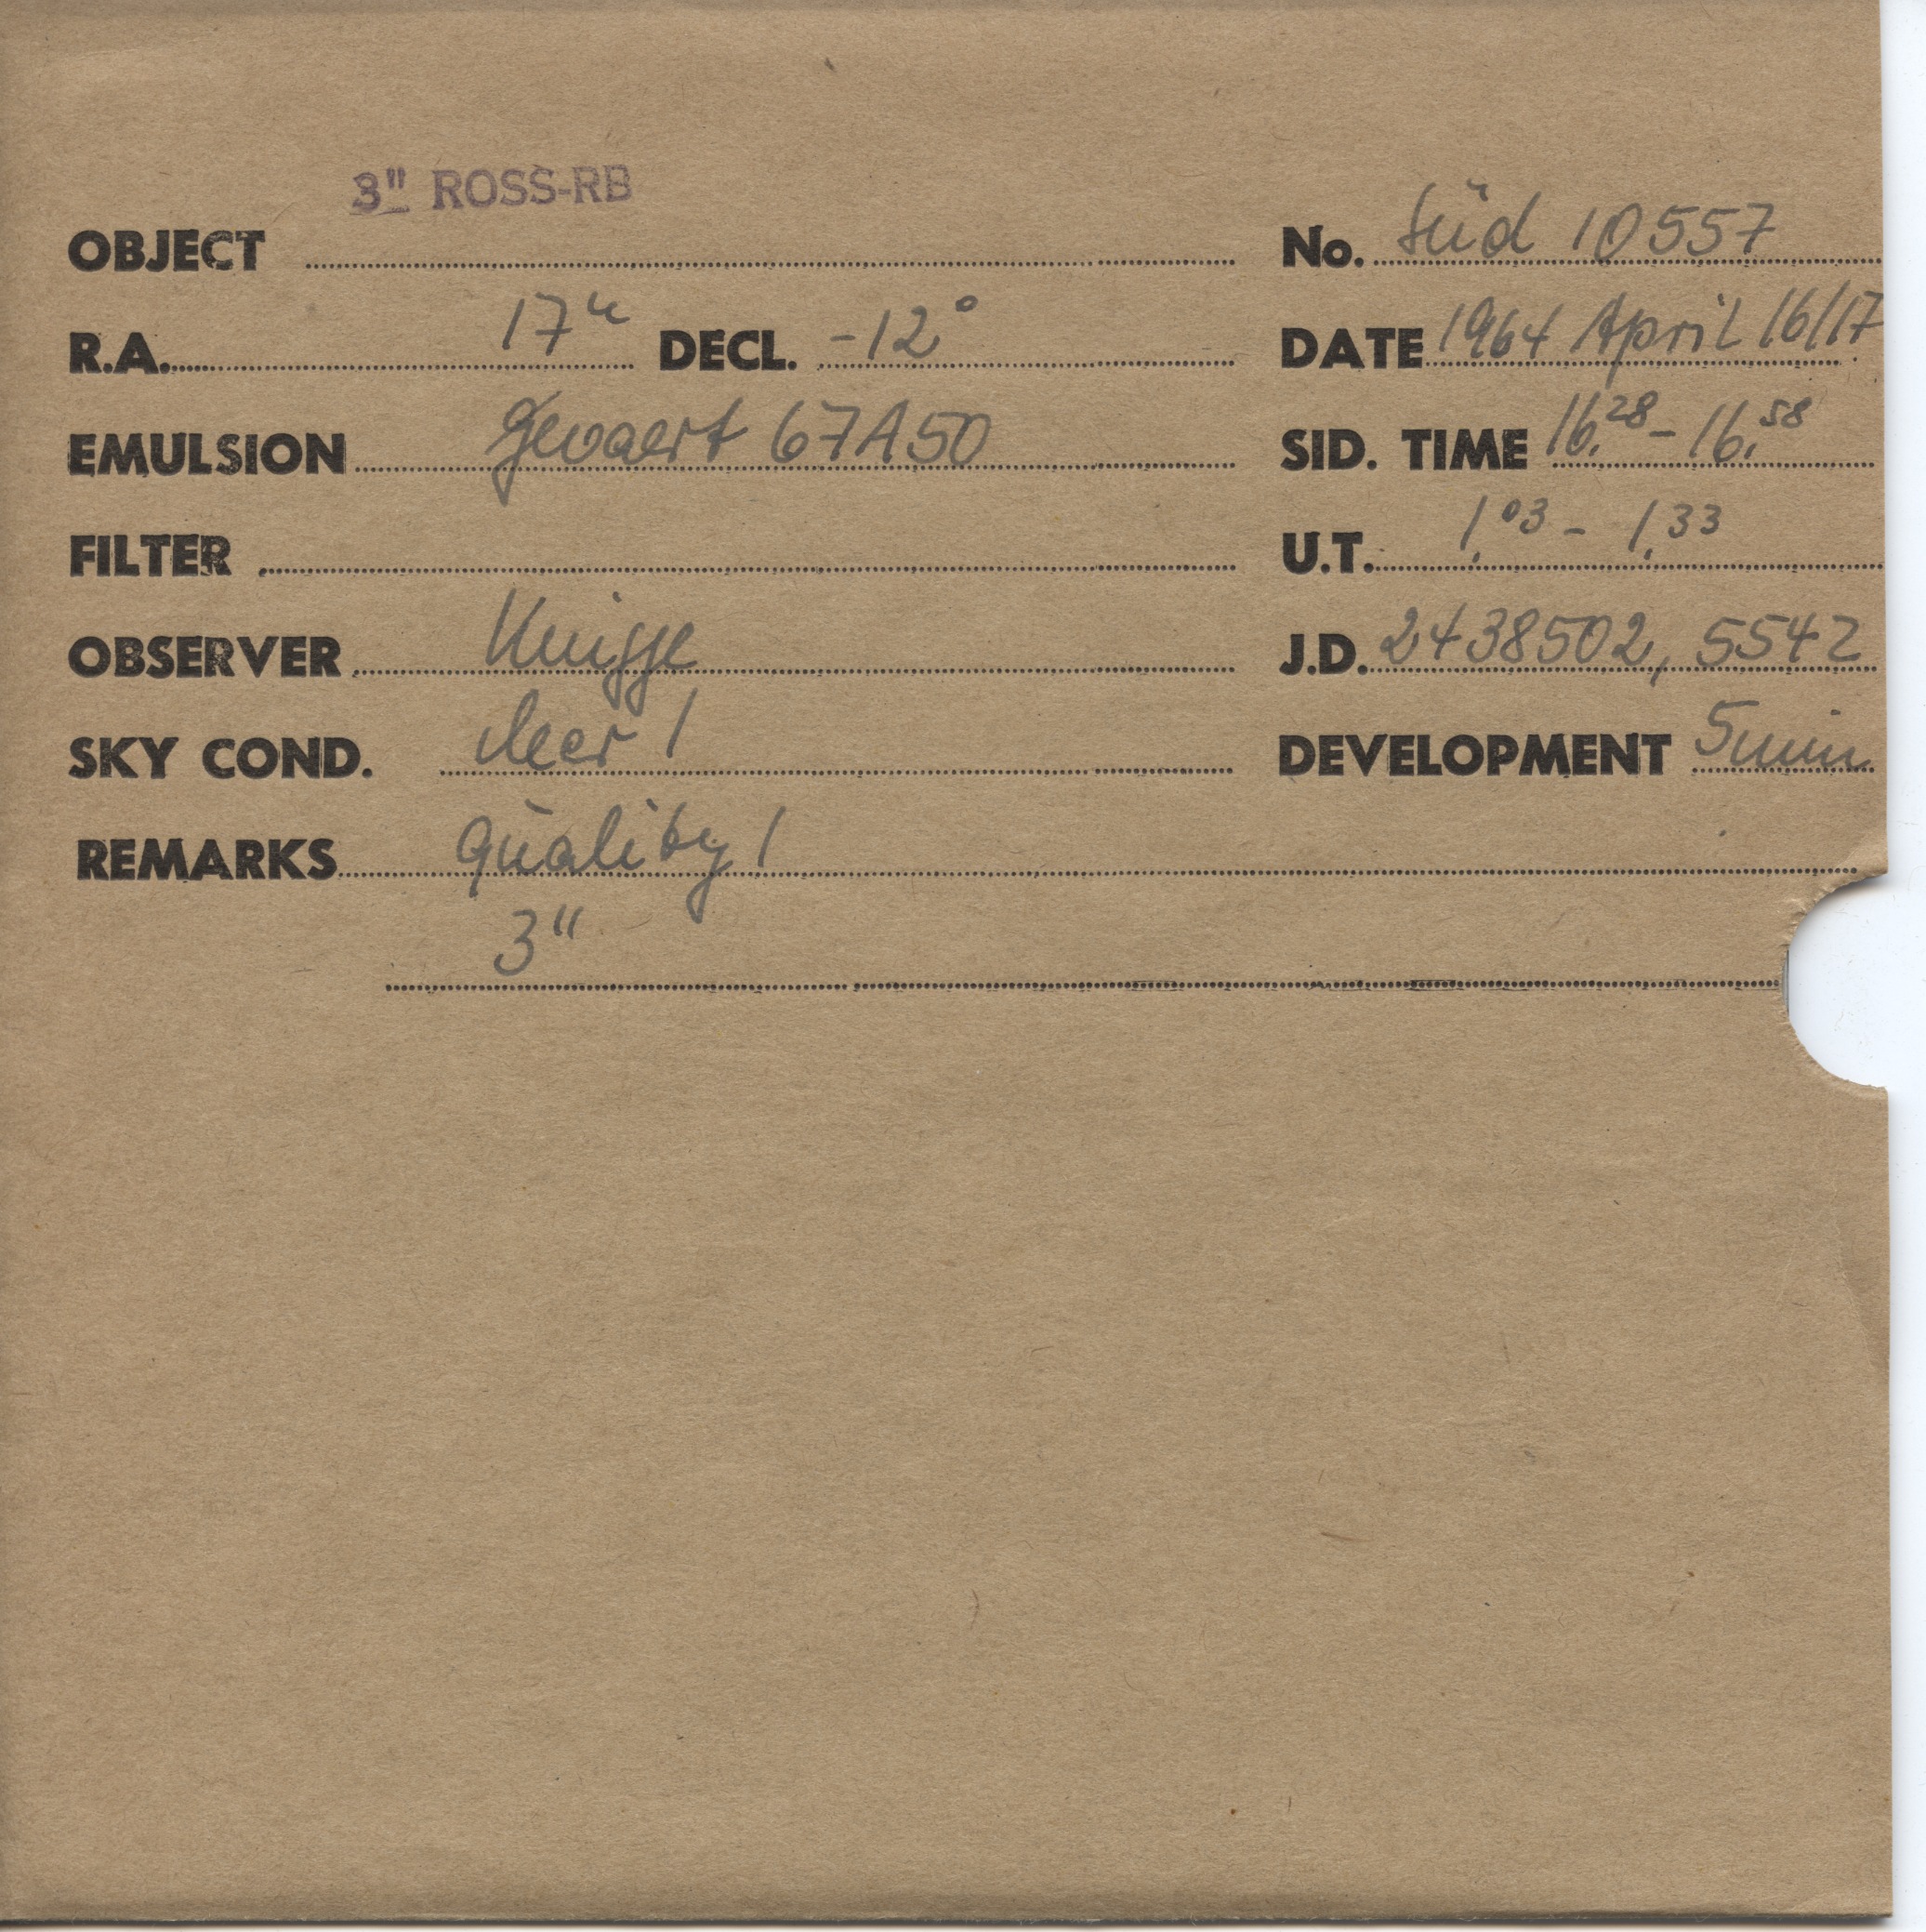 3" ROSS-RB
OBJECT No. Süd 10557
R.A. 17h DECL. -12° DATE 1964 April 16/17
EMULSION Gevaert 67A50 SID. TIME 16.28 - 16.58
FILTER U.T. 1.03 - 1.33
OBSERVER Knigge J.D. 2438502, 5542
SKY COND. cleer 1 DEVELOPMENT 5 min
REMARKS quality 1
3"